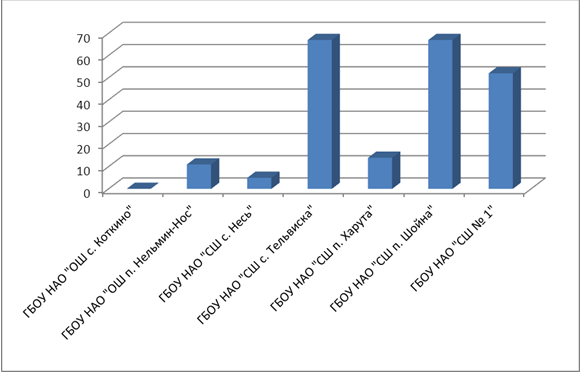 70
60
50
40
30
20
10
0
ГБОУ НАО "ОШ с. Коткино"
ГБОУ НАО "ОШ п. Нельмин-Нос"
ГБОУ НАО "СШ с. Несь"
ГБОУ НАО "СШ с. Тельвиска"
ГБОУ НАО "СШ п. Харута"
ГБОУ НАО "СШ п. Шойна"
ГБОУ НАО "СШ № 1"